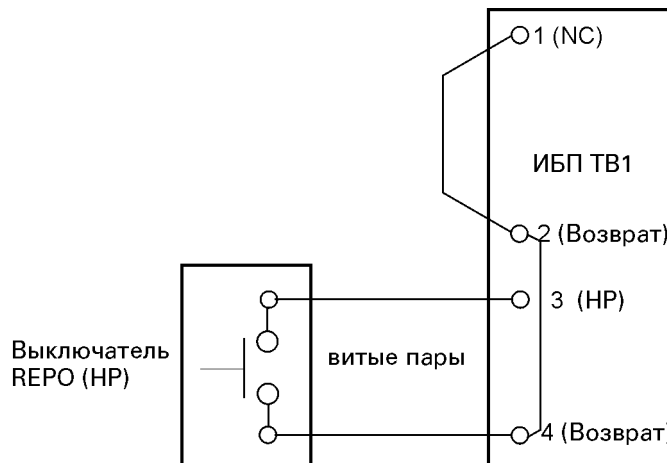 1 (NC)
ИБП TB1
2 (Возврат)
3 (НР)
Выключатель
REPO (НР)
витые пары
4 (Возврат)